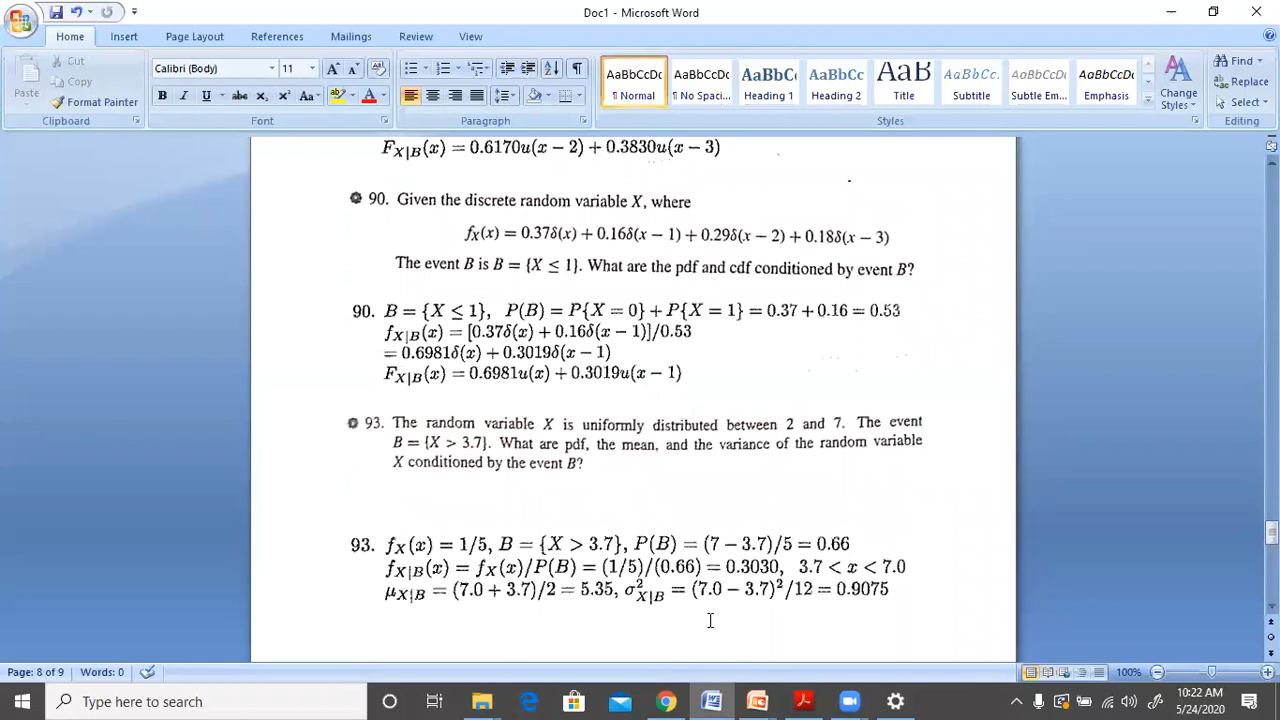 Doc1 - Microsoft Word
Home Insert Page Layout References Mailings Review View
Paste
Cut
Copy
Format Painter
Clipboard
Calibri (Body) 11
B I U abc x₂ x² Aa
Font
Paragraph
AaBbCcDc AaBbCcDc AaBbCc AaBbCc AaB AaBbCc. AaBbCcDc AaBbCcDc
¶ Normal ¶ No Spaci... Heading 1 Heading 2 Title Subtitle Subtle Em... Emphasis
Change Styles
Styles
Find
Replace
Select
Editing
F_{X|B}(x) = 0.6170u(x − 2) + 0.3830u(x − 3)
90. Given the discrete random variable X, where
f_X(x) = 0.37δ(x) + 0.16δ(x − 1) + 0.29δ(x − 2) + 0.18δ(x − 3)
The event B is B = {X ≤ 1}. What are the pdf and cdf conditioned by event B?
90. B = {X ≤ 1}, P(B) = P{X = 0} + P{X = 1} = 0.37 + 0.16 = 0.53
f_{X|B}(x) = [0.37δ(x) + 0.16δ(x − 1)]/0.53
= 0.6981δ(x) + 0.3019δ(x − 1)
F_{X|B}(x) = 0.6981u(x) + 0.3019u(x − 1)
93. The random variable X is uniformly distributed between 2 and 7. The event
B = {X > 3.7}. What are pdf, the mean, and the variance of the random variable
X conditioned by the event B?
93. f_X(x) = 1/5, B = {X > 3.7}, P(B) = (7 − 3.7)/5 = 0.66
f_{X|B}(x) = f_X(x)/P(B) = (1/5)/(0.66) = 0.3030, 3.7 < x < 7.0
μ_{X|B} = (7.0 + 3.7)/2 = 5.35, σ²_{X|B} = (7.0 − 3.7)²/12 = 0.9075
Page: 8 of 9 Words: 0 100%
Type here to search
10:22 AM
5/24/2020